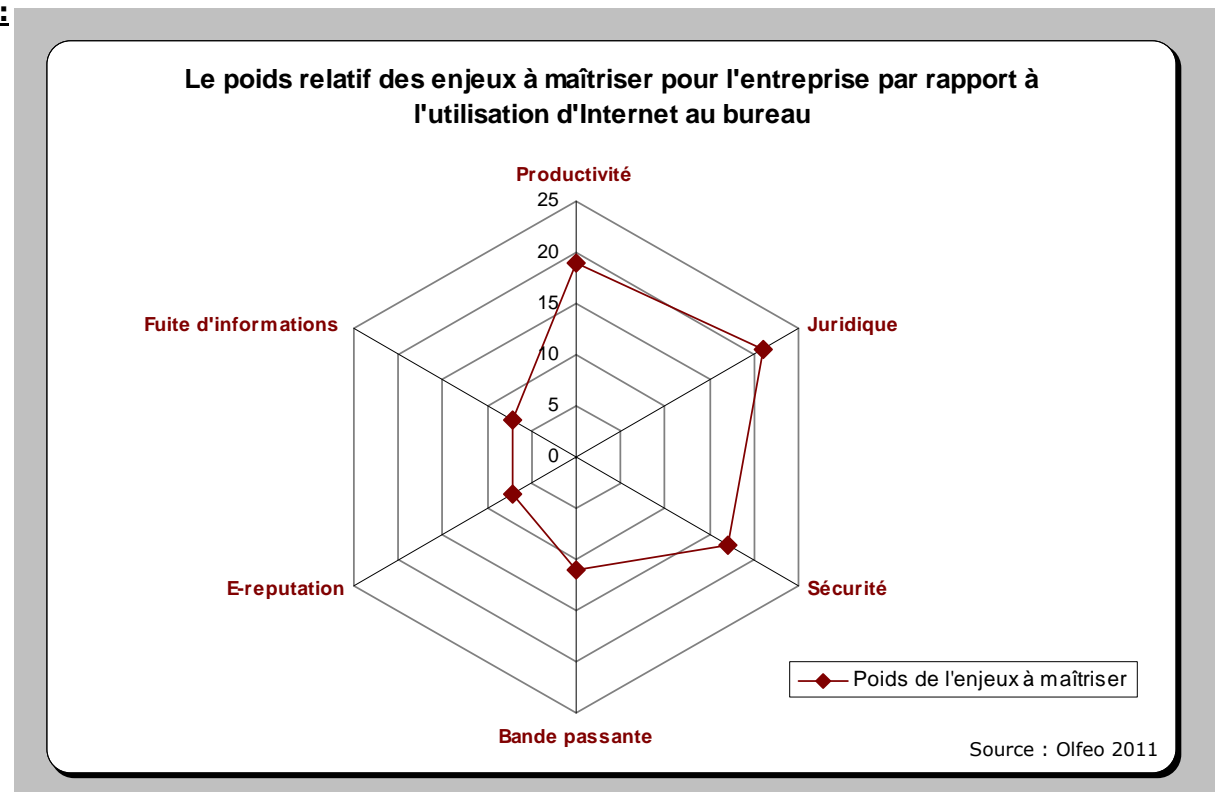 :
Le poids relatif des enjeux à maîtriser pour l'entreprise par rapport à
l'utilisation d'Internet au bureau
Productivité
25
20
15
10
5
0
Fuite d'informations
Juridique
E-reputation
Sécurité
Bande passante
Poids de l'enjeux à maîtriser
Source : Olfeo 2011